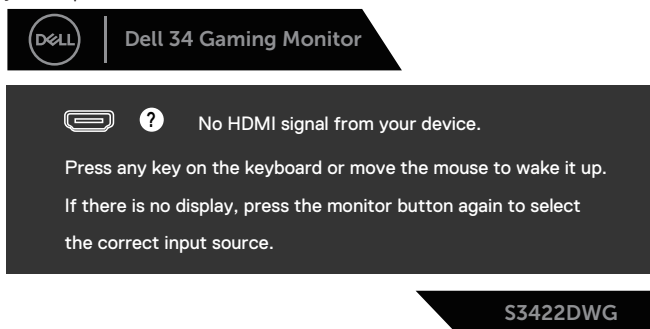 DELL
Dell 34 Gaming Monitor
? No HDMI signal from your device.
Press any key on the keyboard or move the mouse to wake it up.
If there is no display, press the monitor button again to select
the correct input source.
S3422DWG